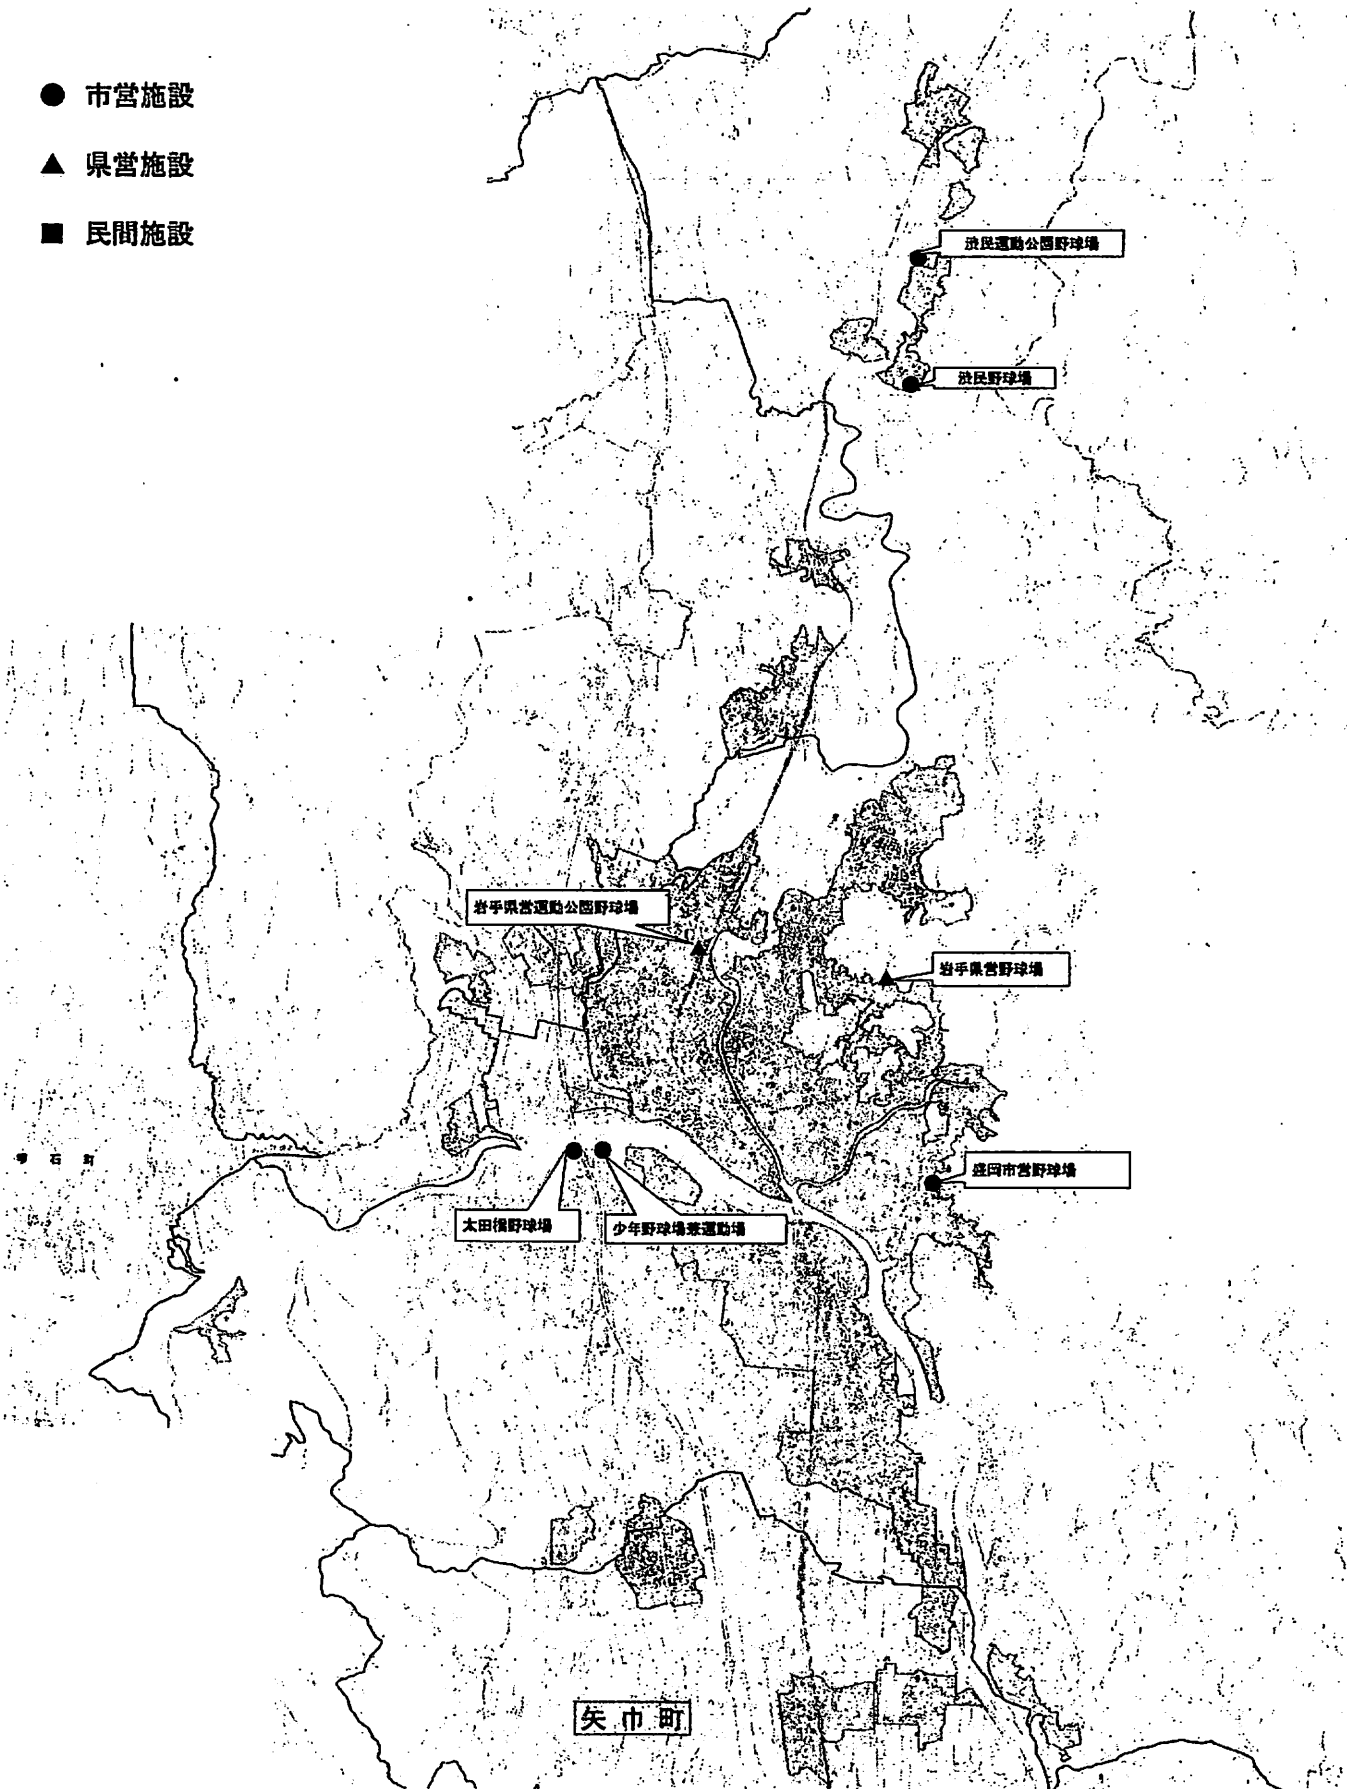 ● 市営施設
▲ 県営施設
■ 民間施設
渋民運動公園野球場
渋民野球場
岩手県営運動公園野球場
岩手県営野球場
盛岡市営野球場
太田橋野球場
少年野球場兼運動場
矢巾町